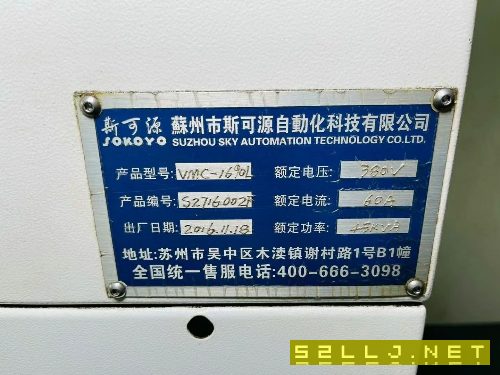 斯可源 蘇州市斯可源自動化科技有限公司
SOKOYO SUZHOU SKY AUTOMATION TECHNOLOGY CO.LTD.
产品型号: VMC-1690L 额定电压: 380V
产品编号: S2716002F 额定电流: 60A
出厂日期: 2016.11.18 额定功率: 45KVA
地址:苏州市吴中区木渎镇谢村路1号B1幢
全国统一售服电话:400-666-3098
52LLJ.NET